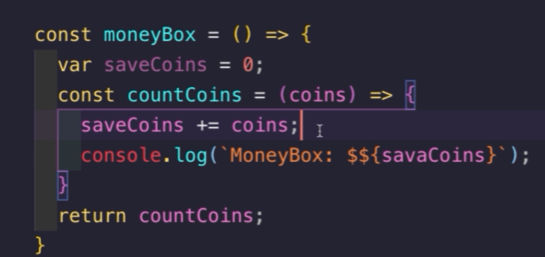 const moneyBox = () => {
var saveCoins = 0;
const countCoins = (coins) => {
saveCoins += coins;
console.log(`MoneyBox: $${savaCoins}`);
}
return countCoins;
}